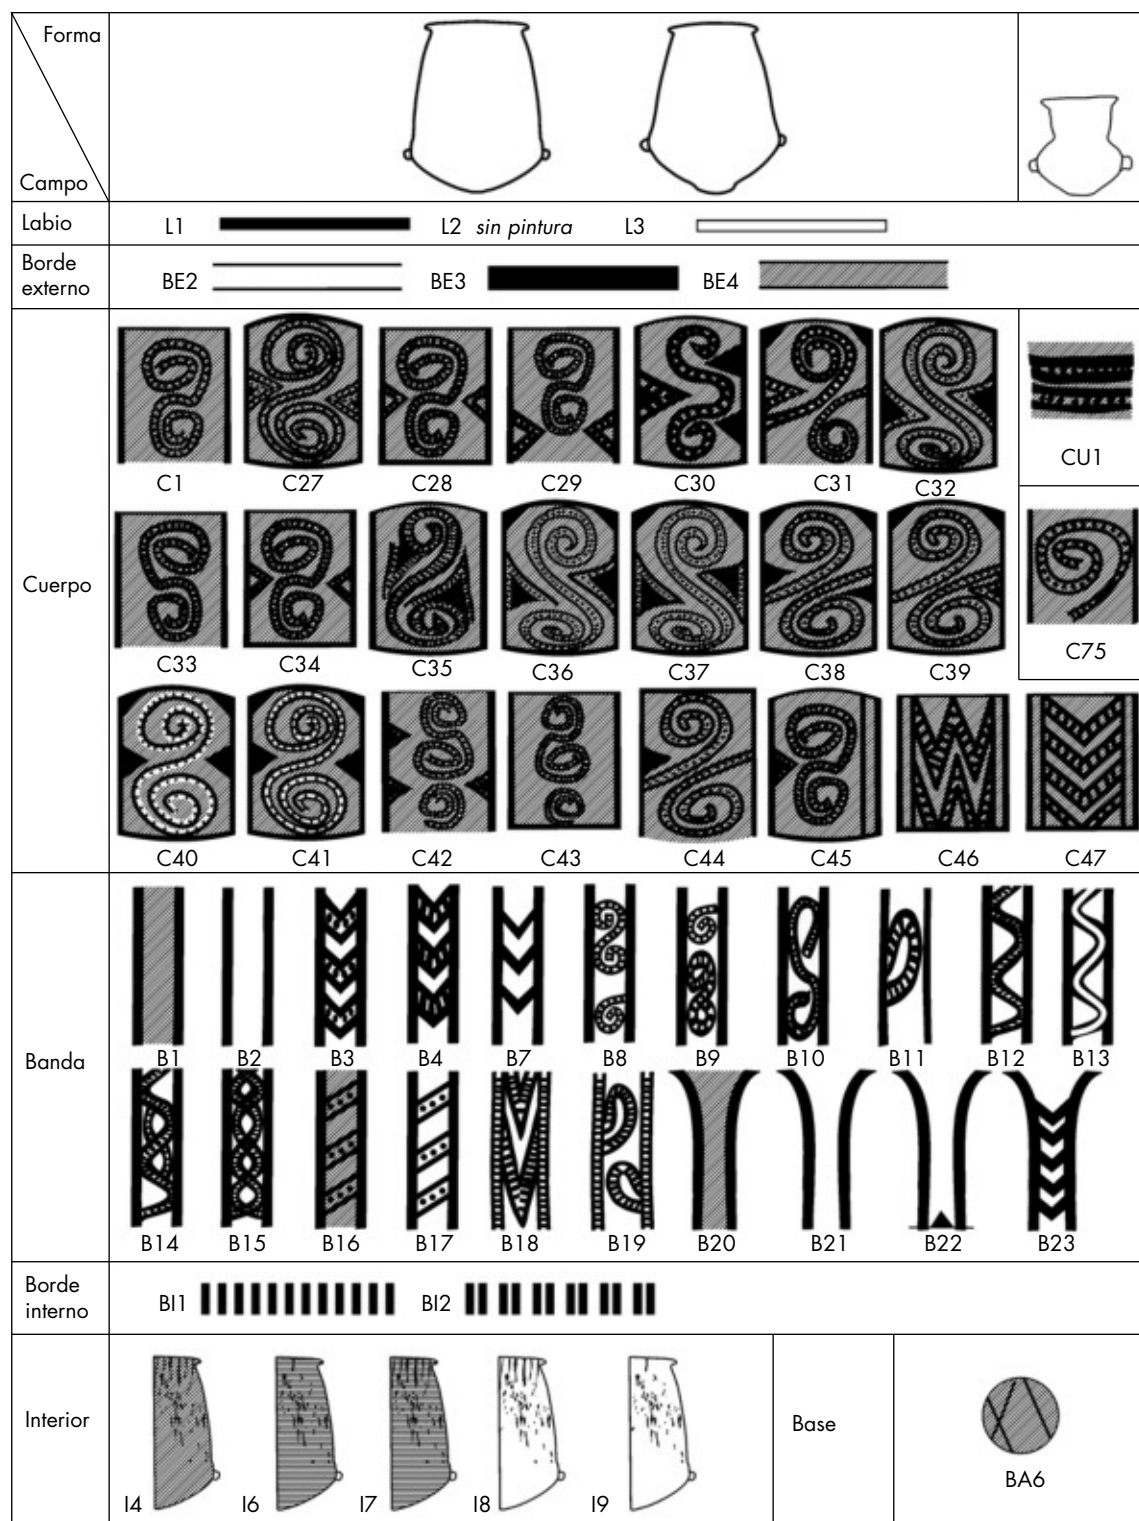 Forma
Campo
Labio
L1
L2 sin pintura
L3
Borde
externo
BE2
BE3
BE4
Cuerpo
C1
C27
C28
C29
C30
C31
C32
CU1
C33
C34
C35
C36
C37
C38
C39
C75
C40
C41
C42
C43
C44
C45
C46
C47
Banda
B1
B2
B3
B4
B7
B8
B9
B10
B11
B12
B13
B14
B15
B16
B17
B18
B19
B20
B21
B22
B23
Borde
interno
BI1
BI2
Interior
I4
I6
I7
I8
I9
Base
BA6